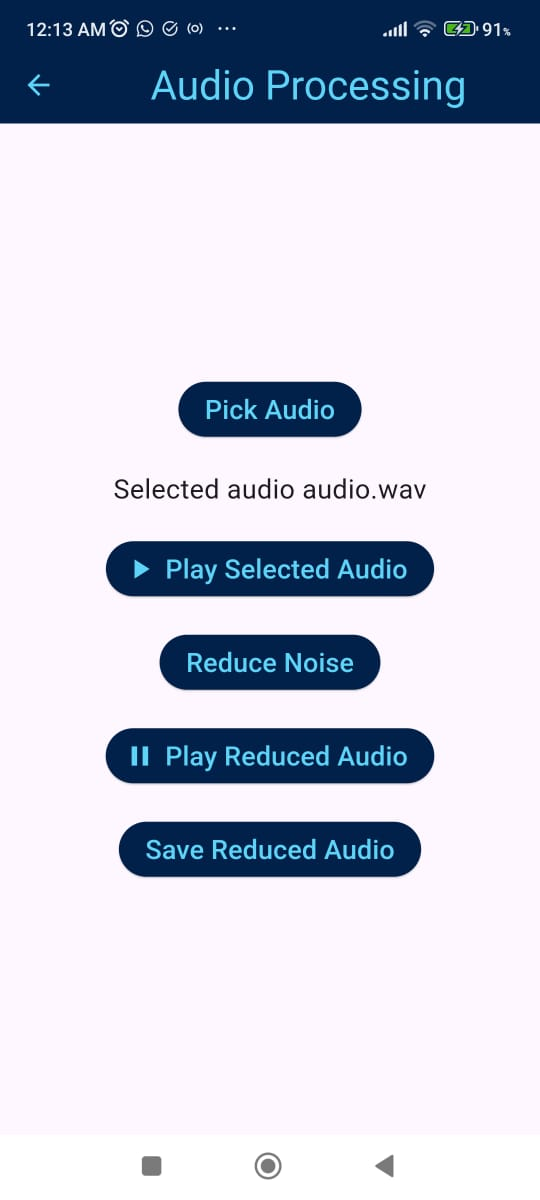 12:13 AM 91%
Audio Processing
Pick Audio
Selected audio audio.wav
Play Selected Audio
Reduce Noise
Play Reduced Audio
Save Reduced Audio